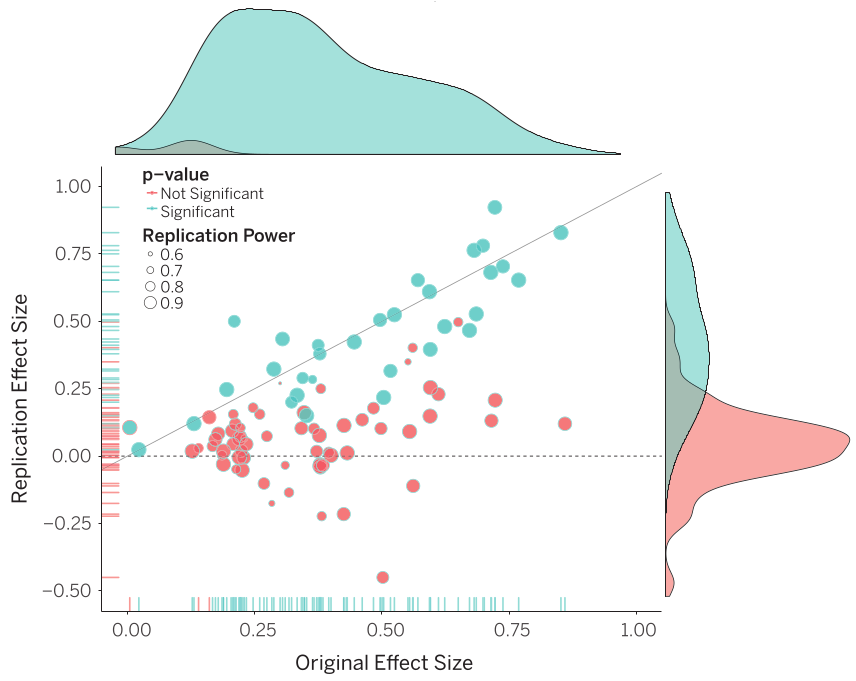 p−value
Not Significant
Significant
Replication Power
0.6
0.7
0.8
0.9
Replication Effect Size
1.00
0.75
0.50
0.25
0.00
−0.25
−0.50
0.00 0.25 0.50 0.75 1.00
Original Effect Size